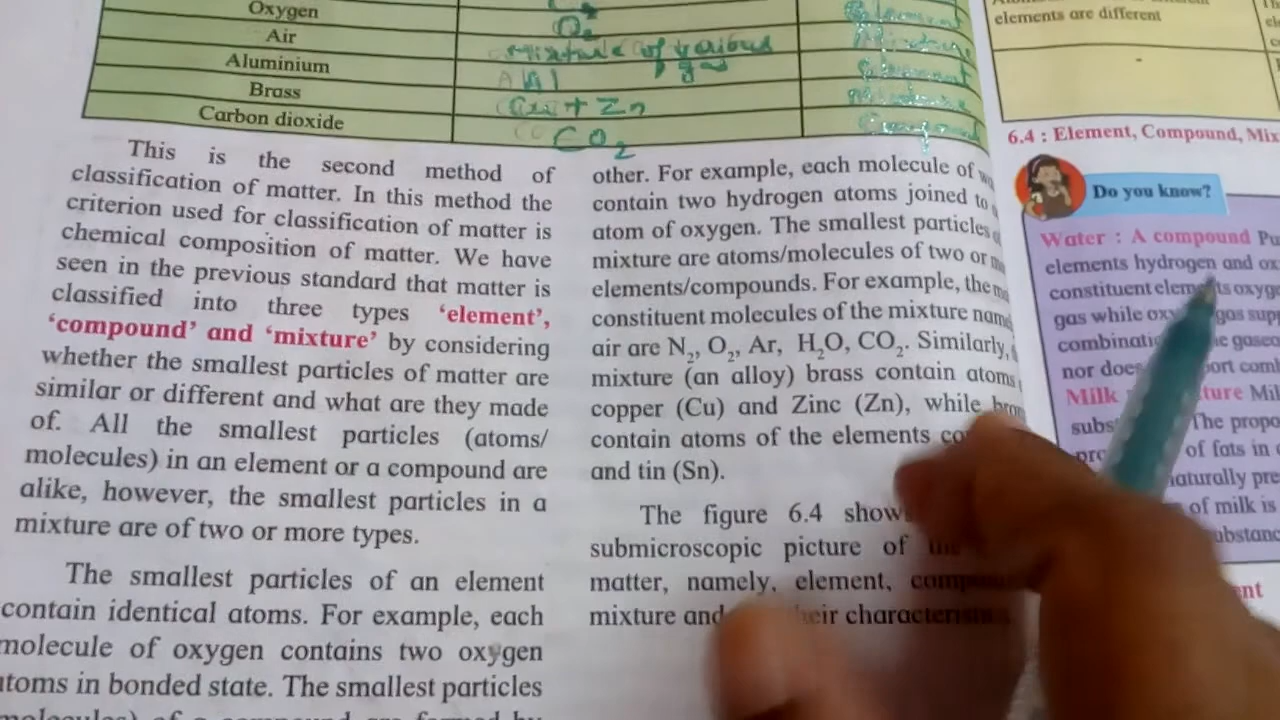 Oxygen O2 Element
Air Mixture of various gas Mixture
Aluminium Al Element
Brass Cu + Zn
Carbon dioxide CO2 Compound
This is the second method of
classification of matter. In this method the
criterion used for classification of matter is
chemical composition of matter. We have
seen in the previous standard that matter is
classified into three types 'element',
'compound' and 'mixture' by considering
whether the smallest particles of matter are
similar or different and what are they made
of. All the smallest particles (atoms/
molecules) in an element or a compound are
alike, however, the smallest particles in a
mixture are of two or more types.
The smallest particles of an element
contain identical atoms. For example, each
molecule of oxygen contains two oxygen
atoms in bonded state. The smallest particles
other. For example, each molecule of
contain two hydrogen atoms joined to
atom of oxygen. The smallest particles
mixture are atoms/molecules of two or
elements/compounds. For example, the
constituent molecules of the mixture
air are N2, O2, Ar, H2O, CO2. Similarly,
mixture (an alloy) brass contain atoms
copper (Cu) and Zinc (Zn), while
contain atoms of the elements
and tin (Sn).
The figure 6.4
submicroscopic picture of
matter, namely, element,
mixture and
elements are different
6.4 : Element, Compound,
Do you know?
Water : A compound
elements hydrogen and
constituent
gas while
nor
Milk
The
of fats in
of milk is